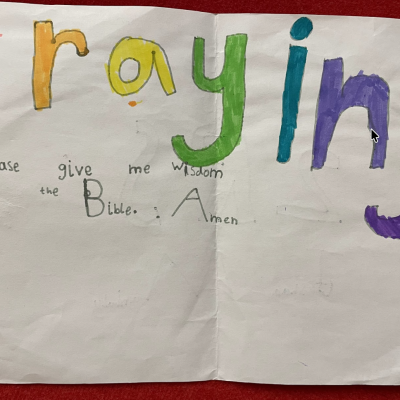 rayin
ase give me wisdom
the Bible. : Amen